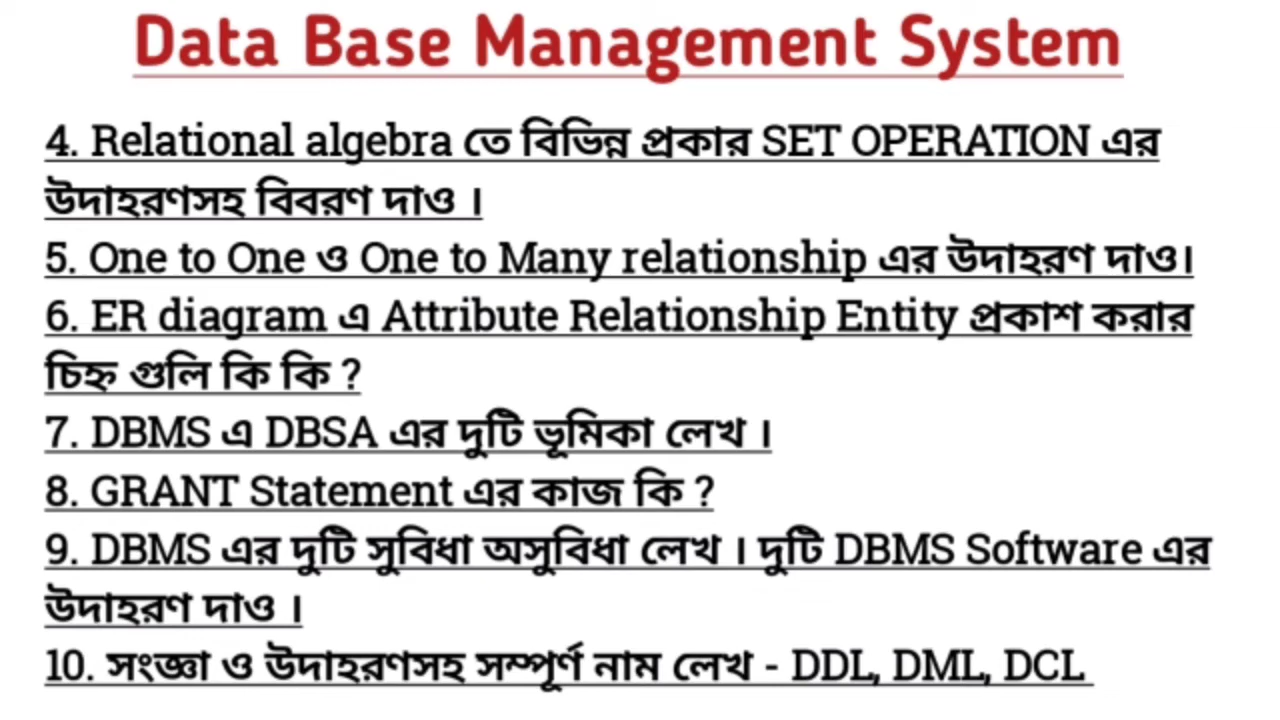 Data Base Management System
4. Relational algebra তে বিভিন্ন প্রকার SET OPERATION এর
উদাহরণসহ বিবরণ দাও ।
5. One to One ও One to Many relationship এর উদাহরণ দাও।
6. ER diagram এ Attribute Relationship Entity প্রকাশ করার
চিহ্ন গুলি কি কি ?
7. DBMS এ DBSA এর দুটি ভূমিকা লেখ ।
8. GRANT Statement এর কাজ কি ?
9. DBMS এর দুটি সুবিধা অসুবিধা লেখ । দুটি DBMS Software এর
উদাহরণ দাও ।
10. সংজ্ঞা ও উদাহরণসহ সম্পূর্ণ নাম লেখ - DDL, DML, DCL